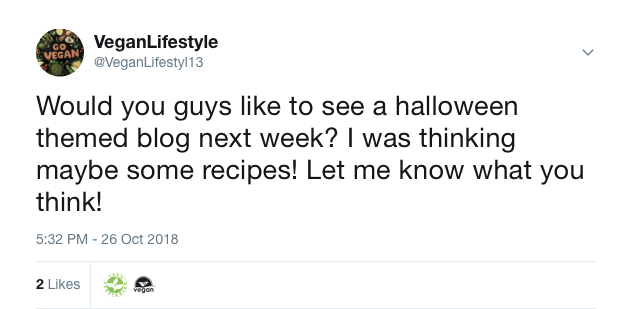 GO
VEGAN
VeganLifestyle
@VeganLifestyl13
Would you guys like to see a halloween
themed blog next week? I was thinking
maybe some recipes! Let me know what you
think!
5:32 PM - 26 Oct 2018
2 Likes
vegan